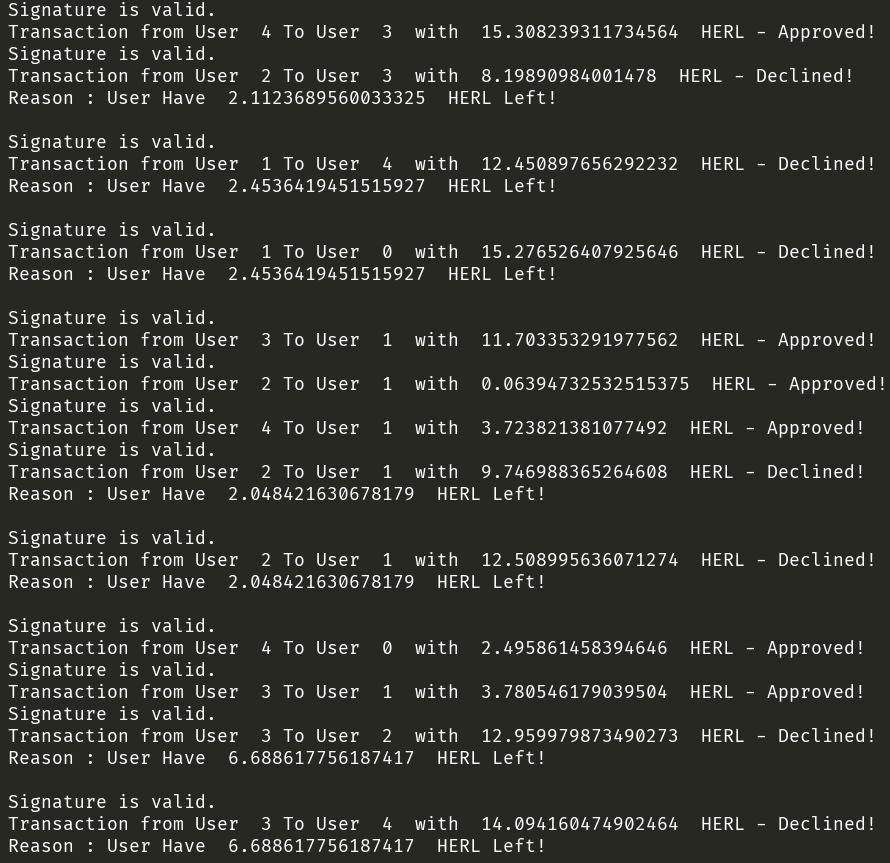 Signature is valid.
Transaction from User  4 To User  3  with  15.308239311734564  HERL - Approved!
Signature is valid.
Transaction from User  2 To User  3  with  8.19890984001478  HERL - Declined!
Reason : User Have  2.1123689560033325  HERL Left!

Signature is valid.
Transaction from User  1 To User  4  with  12.450897656292232  HERL - Declined!
Reason : User Have  2.4536419451515927  HERL Left!

Signature is valid.
Transaction from User  1 To User  0  with  15.276526407925646  HERL - Declined!
Reason : User Have  2.4536419451515927  HERL Left!

Signature is valid.
Transaction from User  3 To User  1  with  11.703353291977562  HERL - Approved!
Signature is valid.
Transaction from User  2 To User  1  with  0.06394732532515375  HERL - Approved!
Signature is valid.
Transaction from User  4 To User  1  with  3.723821381077492  HERL - Approved!
Signature is valid.
Transaction from User  2 To User  1  with  9.746988365264608  HERL - Declined!
Reason : User Have  2.048421630678179  HERL Left!

Signature is valid.
Transaction from User  2 To User  1  with  12.508995636071274  HERL - Declined!
Reason : User Have  2.048421630678179  HERL Left!

Signature is valid.
Transaction from User  4 To User  0  with  2.495861458394646  HERL - Approved!
Signature is valid.
Transaction from User  3 To User  1  with  3.780546179039504  HERL - Approved!
Signature is valid.
Transaction from User  3 To User  2  with  12.959979873490273  HERL - Declined!
Reason : User Have  6.688617756187417  HERL Left!

Signature is valid.
Transaction from User  3 To User  4  with  14.094160474902464  HERL - Declined!
Reason : User Have  6.688617756187417  HERL Left!